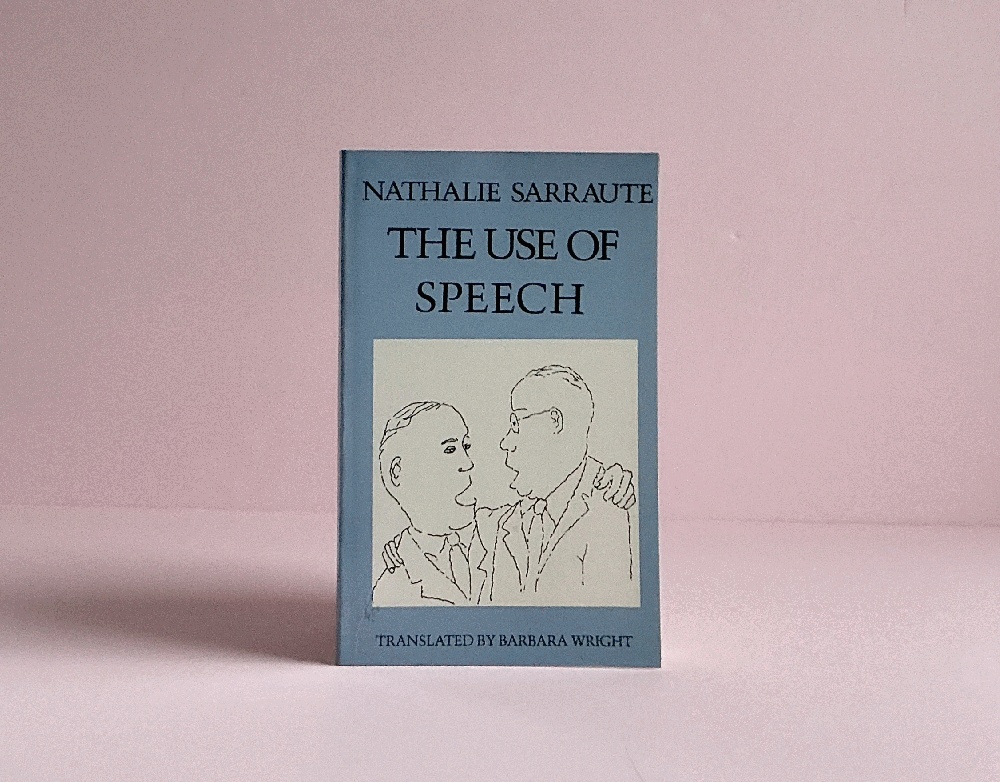 NATHALIE SARRAUTE
THE USE OF
SPEECH
TRANSLATED BY BARBARA WRIGHT